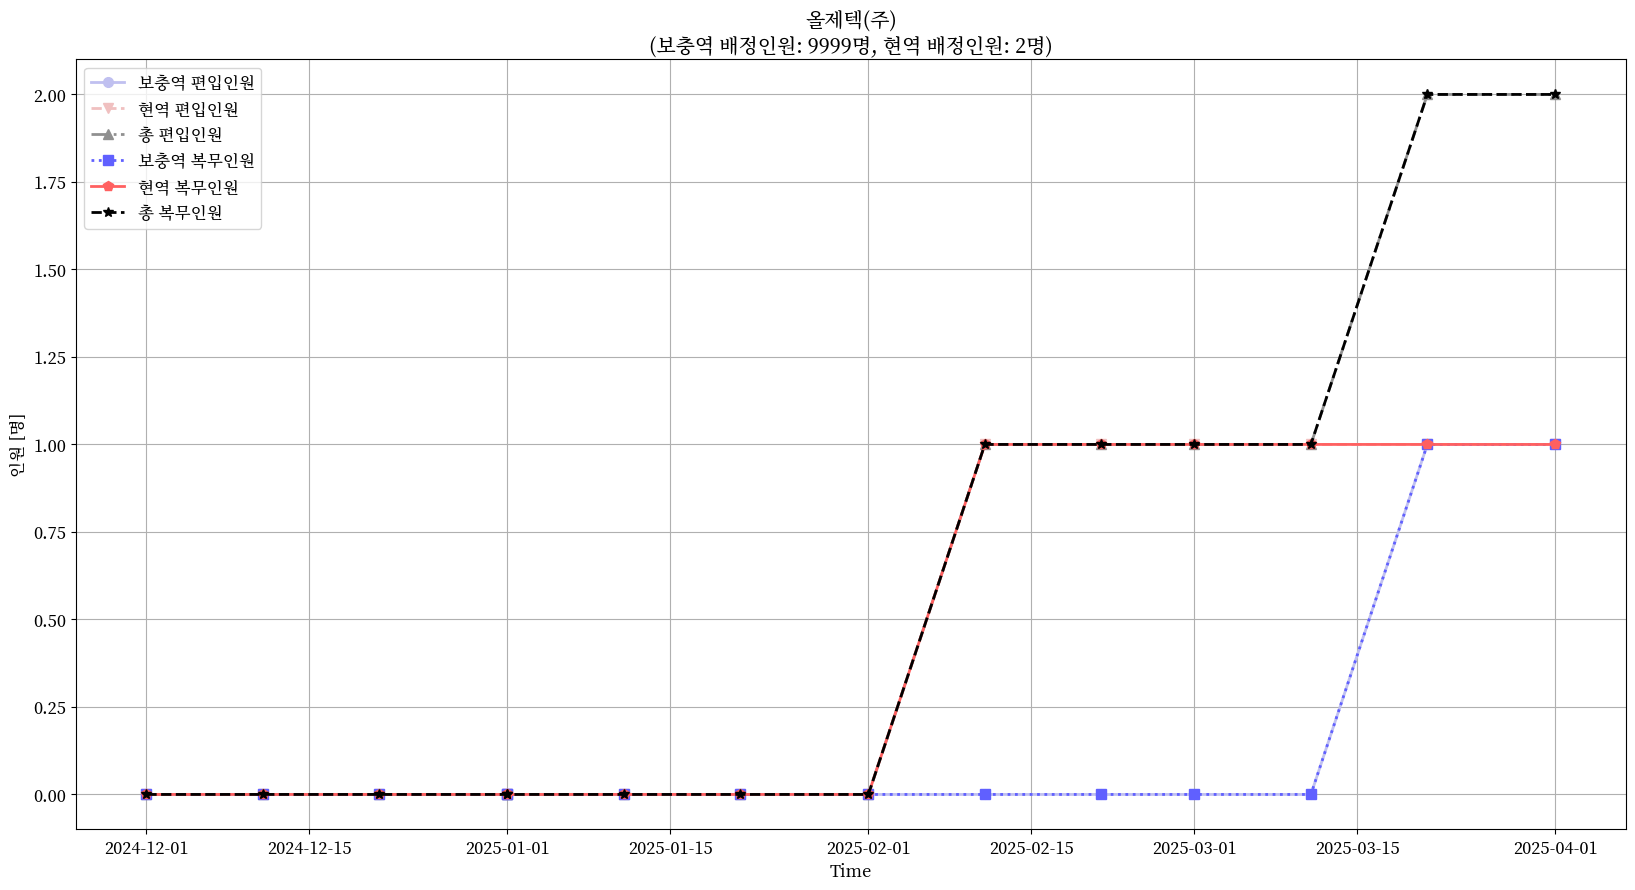 올제텍(주)
(보충역 배정인원: 9999명, 현역 배정인원: 2명)
보충역 편입인원
현역 편입인원
총 편입인원
보충역 복무인원
현역 복무인원
총 복무인원
2.00
1.75
1.50
1.25
1.00
0.75
0.50
0.25
0.00
인원 [명]
2024-12-01
2024-12-15
2025-01-01
2025-01-15
2025-02-01
2025-02-15
2025-03-01
2025-03-15
2025-04-01
Time